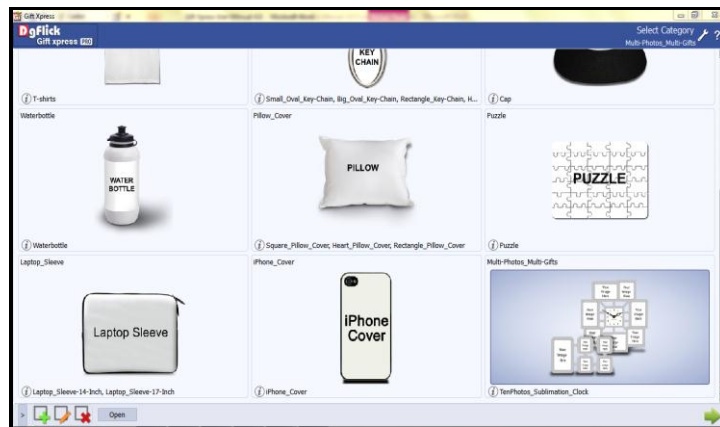 Gift Xpress
DgFlick
Gift xpress PRO
Select Category
Multi-Photos_Multi-Gifts
?
KEY
CHAIN
T-shirts
Small_Oval_Key-Chain, Big_Oval_Key-Chain, Rectangle_Key-Chain, H...
Cap
Waterbottle
Pillow_Cover
Puzzle
WATER
BOTTLE
PILLOW
PUZZLE
Waterbottle
Square_Pillow_Cover, Heart_Pillow_Cover, Rectangle_Pillow_Cover
Puzzle
Laptop_Sleeve
iPhone_Cover
Multi-Photos_Multi-Gifts
Laptop Sleeve
iPhone
Cover
Laptop_Sleeve-14-Inch, Laptop_Sleeve-17-Inch
iPhone_Cover
TenPhotos_Sublimation_Clock
Open